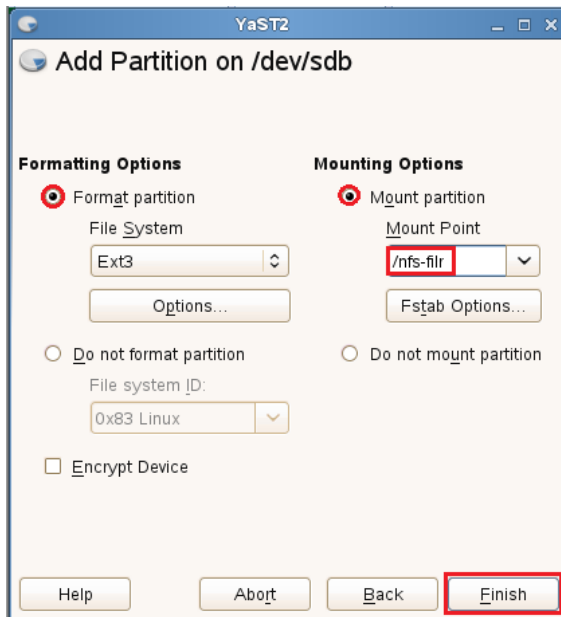 YaST2
Add Partition on /dev/sdb
Formatting Options
Format partition
File System
Ext3
Options...
Do not format partition
File system ID:
0x83 Linux
Encrypt Device
Mounting Options
Mount partition
Mount Point
/nfs-filr
Fstab Options...
Do not mount partition
Help
Abort
Back
Finish